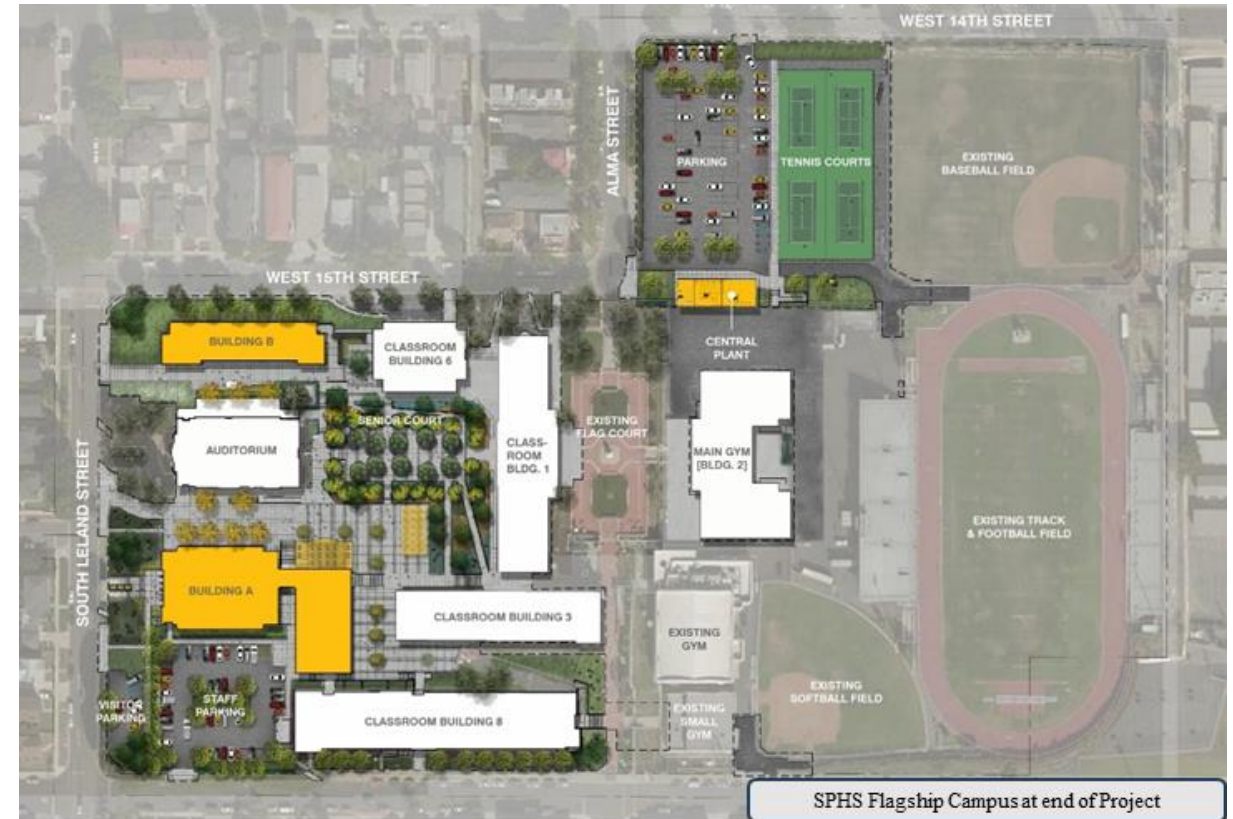 WEST 14TH STREET
ALMA STREET
PARKING
TENNIS COURTS
EXISTING
BASEBALL FIELD
WEST 15TH STREET
BUILDING B
CLASSROOM
BUILDING 6
CENTRAL
PLANT
SENIOR COURT
EXISTING
FLAG COURT
AUDITORIUM
CLASS-
ROOM
BLDG. 1
MAIN GYM
[BLDG. 2]
SOUTH LELAND STREET
EXISTING TRACK
& FOOTBALL FIELD
BUILDING A
CLASSROOM BUILDING 3
EXISTING
GYM
EXISTING
SOFTBALL FIELD
VISITOR
PARKING
STAFF
PARKING
CLASSROOM BUILDING 8
EXISTING
SMALL
GYM
SPHS Flagship Campus at end of Project